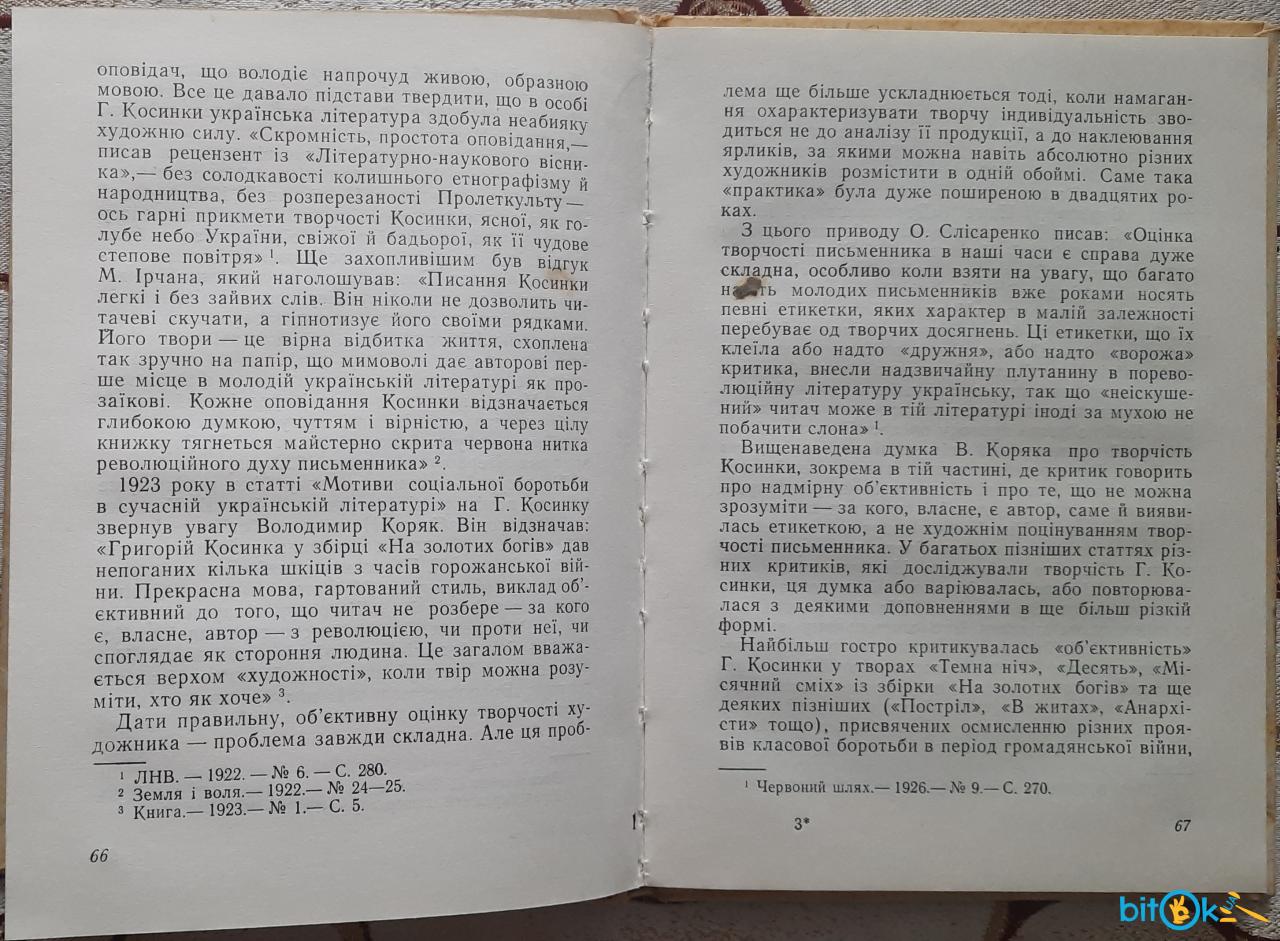 оповідач, що володіє напрочуд живою, образною
мовою. Все це давало підстави твердити, що в особі
Г. Косинки українська література здобула неабияку
художню силу. «Скромність, простота оповідання,—
писав рецензент із «Літературно-наукового вісни-
ка»,— без солодкавості колишнього етнографізму й
народництва, без розперезаності Пролеткульту —
ось гарні прикмети творчості Косинки, ясної, як го-
лубе небо України, свіжої й бадьорої, як її чудове
степове повітря» ¹. Ще захопливішим був відгук
М. Ірчана, який наголошував: «Писання Косинки
легкі і без зайвих слів. Він ніколи не дозволить чи-
тачеві скучати, а гіпнотизує його своїми рядками.
Його твори — це вірна відбитка життя, схоплена
так зручно на папір, що мимоволі дає авторові пер-
ше місце в молодій українській літературі як про-
заїкові. Кожне оповідання Косинки відзначається
глибокою думкою, чуттям і вірністю, а через цілу
книжку тягнеться майстерно скрита червона нитка
революційного духу письменника» ².
1923 року в статті «Мотиви соціальної боротьби
в сучасній українській літературі» на Г. Косинку
звернув увагу Володимир Коряк. Він відзначав:
«Григорій Косинка у збірці «На золотих богів» дав
непоганих кілька шкіців з часів горожанської вій-
ни. Прекрасна мова, гартований стиль, виклад об'-
єктивний до того, що читач не розбере — за кого
є, власне, автор — з революцією, чи проти неї, чи
споглядає як стороння людина. Це загалом вважа-
ється верхом «художності», коли твір можна розу-
міти, хто як хоче» ³.
Дати правильну, об'єктивну оцінку творчості ху-
дожника — проблема завжди складна. Але ця проб-
¹ ЛНВ. — 1922. — № 6. — С. 280.
² Земля і воля.— 1922.— № 24—25.
³ Книга.— 1923.— № 1.— С. 5.
66
лема ще більше ускладнюється тоді, коли намаган-
ня охарактеризувати творчу індивідуальність зво-
диться не до аналізу її продукції, а до наклеювання
ярликів, за якими можна навіть абсолютно різних
художників розмістити в одній обоймі. Саме така
«практика» була дуже поширеною в двадцятих ро-
ках.
З цього приводу О. Слісаренко писав: «Оцінка
творчості письменника в наші часи є справа дуже
складна, особливо коли взяти на увагу, що багато
молодих письменників вже роками носять
певні етикетки, яких характер в малій залежності
перебуває од творчих досягнень. Ці етикетки, що їх
клеїла або надто «дружня», або надто «ворожа»
критика, внесли надзвичайну плутанину в порево-
люційну літературу українську, так що «неіскуше-
ний» читач може в тій літературі іноді за мухою не
побачити слона» ¹.
Вищенаведена думка В. Коряка про творчість
Косинки, зокрема в тій частині, де критик говорить
про надмірну об'єктивність і про те, що не можна
зрозуміти — за кого, власне, є автор, саме й вияви-
лась етикеткою, а не художнім поцінуванням твор-
чості письменника. У багатьох пізніших статтях різ-
них критиків, які досліджували творчість Г. Ко-
синки, ця думка або варіювалась, або повторюва-
лася з деякими доповненнями в ще більш різкій
формі.
Найбільш гостро критикувалась «об'єктивність»
Г. Косинки у творах «Темна ніч», «Десять», «Мі-
сячний сміх» із збірки «На золотих богів» та ще
деяких пізніших («Постріл», «В житах», «Анархі-
сти» тощо), присвячених осмисленню різних проя-
вів класової боротьби в період громадянської війни,
¹ Червоний шлях.— 1926.— № 9.— С. 270.
3*
67
bitOk UA